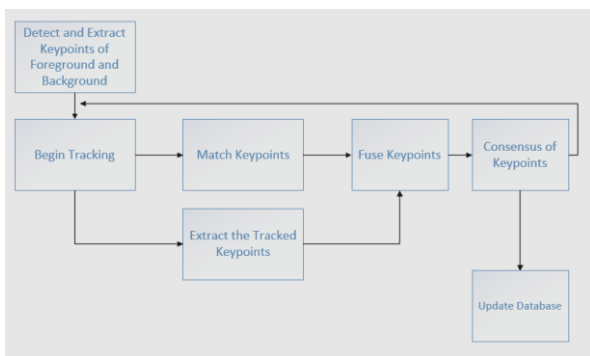 Detect and Extract
Keypoints of
Foreground and
Background
Begin Tracking
Match Keypoints
Fuse Keypoints
Consensus of
Keypoints
Extract the Tracked
Keypoints
Update Database